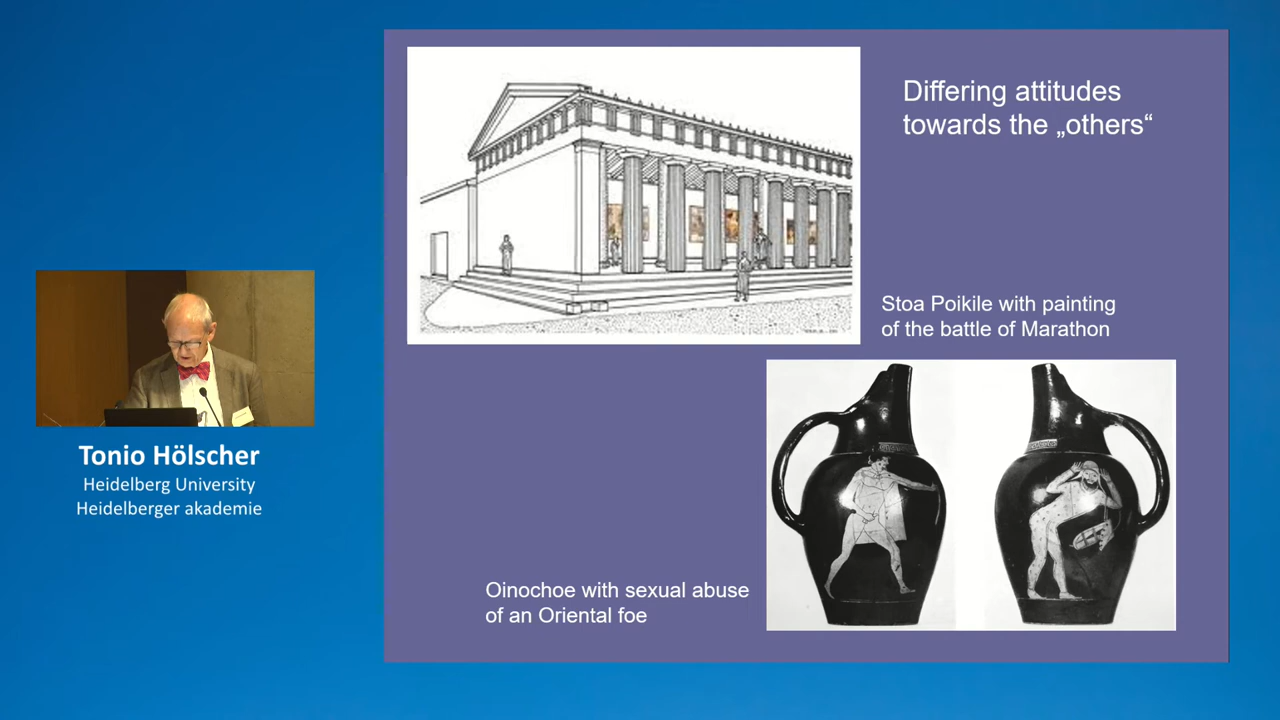 Differing attitudes
towards the „others“
Stoa Poikile with painting
of the battle of Marathon
Tonio Hölscher
Heidelberg University
Heidelberger akademie
Oinochoe with sexual abuse
of an Oriental foe